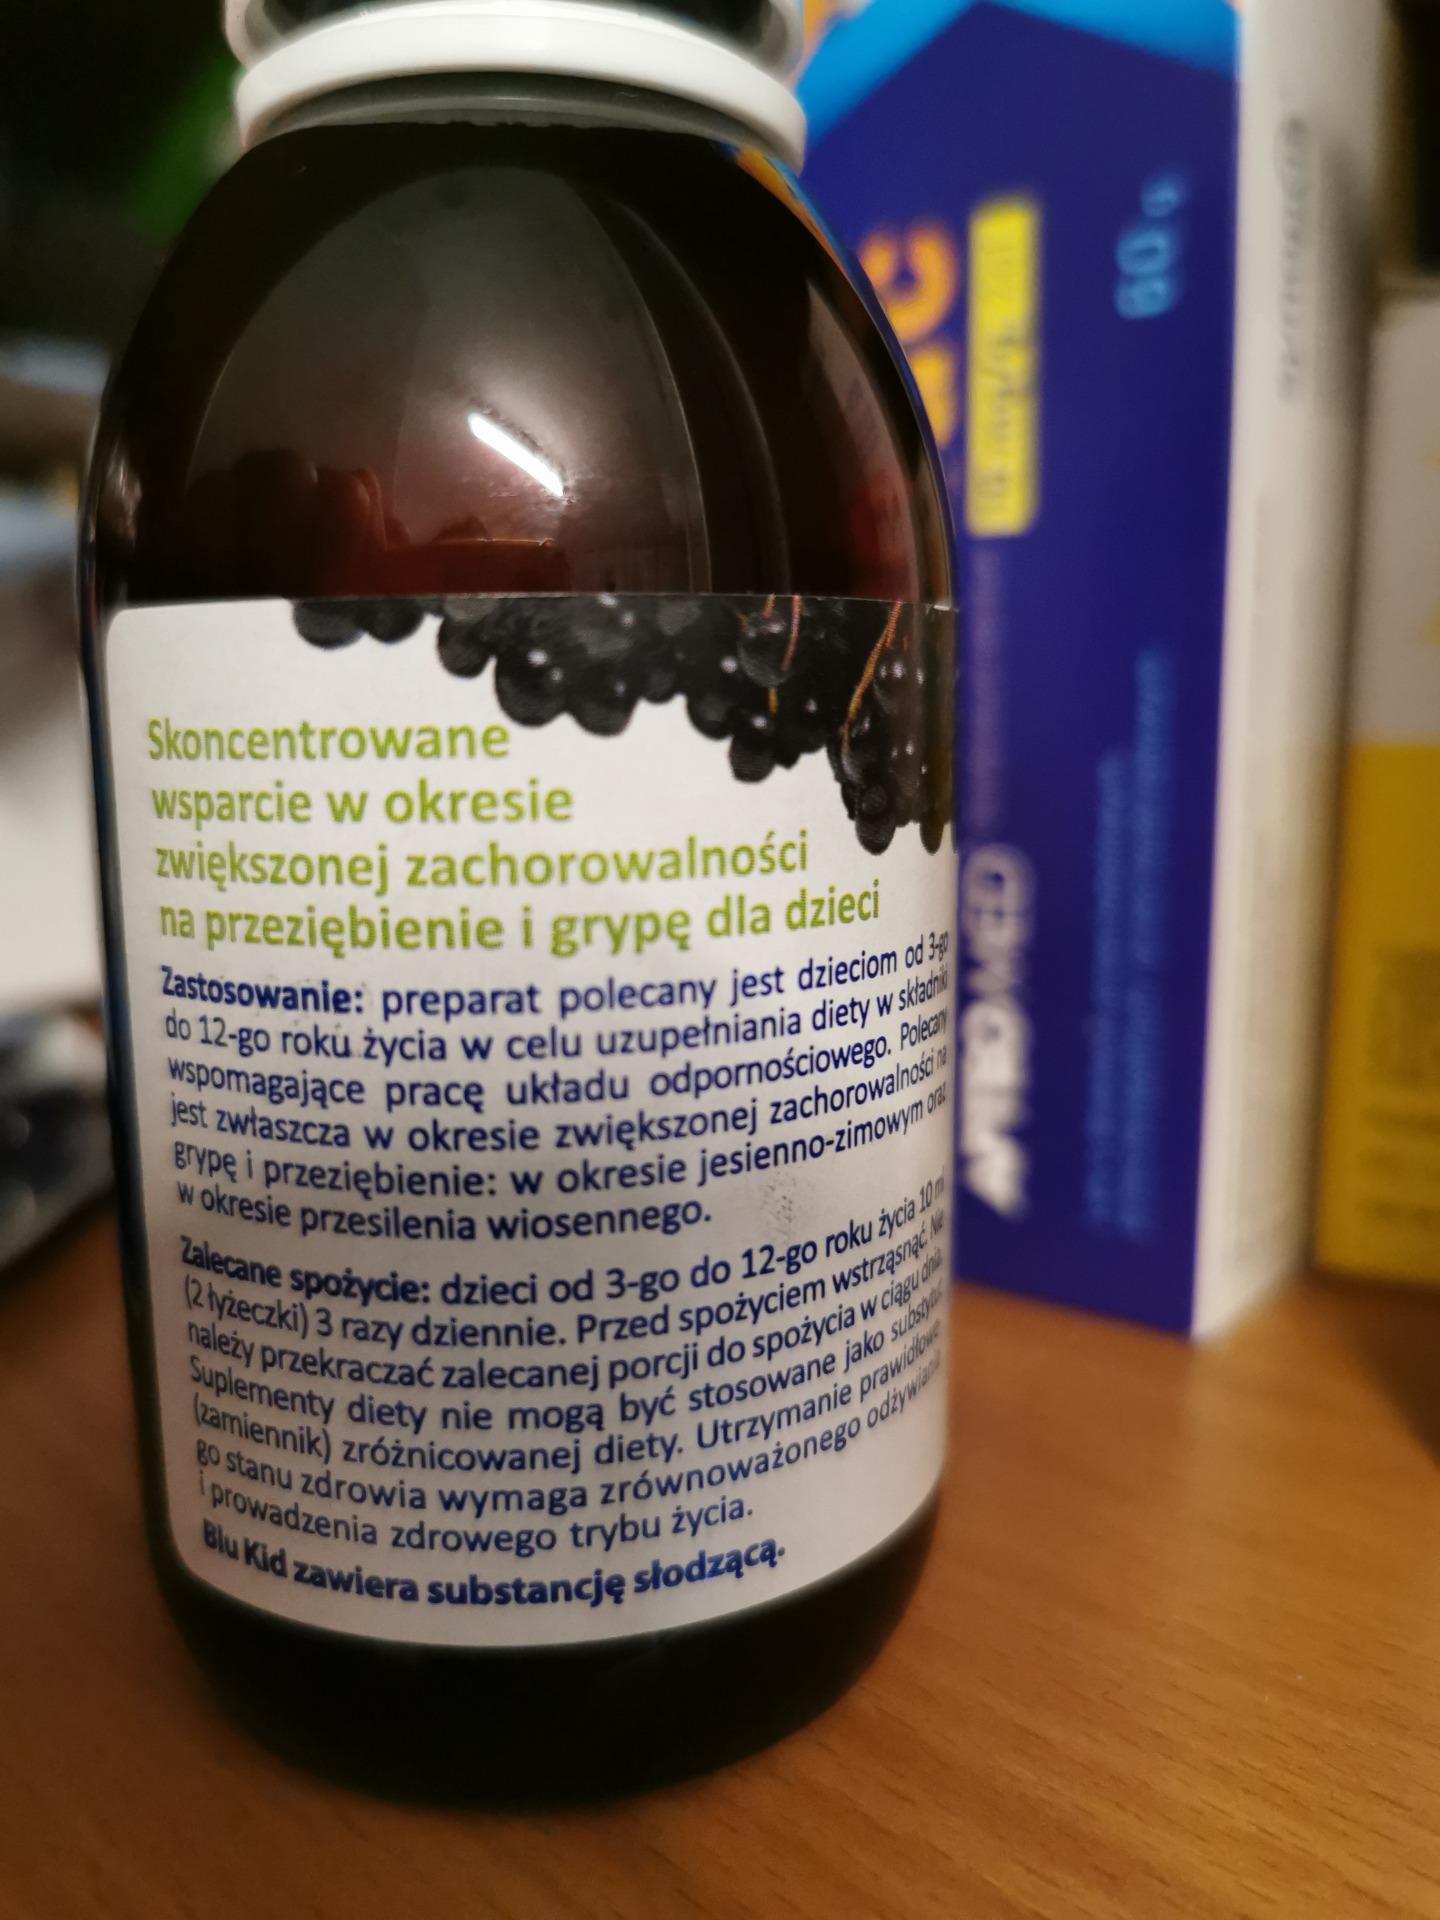 Skoncentrowane
wsparcie w okresie
zwiększonej zachorowalności
na przeziębienie i grypę dla dzieci
Zastosowanie: preparat polecany jest dzieciom od 3-go
do 12-go roku życia w celu uzupełniania diety w składniki
wspomagające pracę układu odpornościowego. Polecany
jest zwłaszcza w okresie zwiększonej zachorowalności na
grypę i przeziębienie: w okresie jesienno-zimowym oraz
w okresie przesilenia wiosennego.
Zalecane spożycie: dzieci od 3-go do 12-go roku życia 10 ml
(2 łyżeczki) 3 razy dziennie. Przed spożyciem wstrząsnąć. Nie
należy przekraczać zalecanej porcji do spożycia w ciągu dnia.
Suplementy diety nie mogą być stosowane jako substytut
(zamiennik) zróżnicowanej diety. Utrzymanie prawidłowe
go stanu zdrowia wymaga zrównoważonego odżywiania
i prowadzenia zdrowego trybu życia.
Blu Kid zawiera substancję słodzącą.
60 g